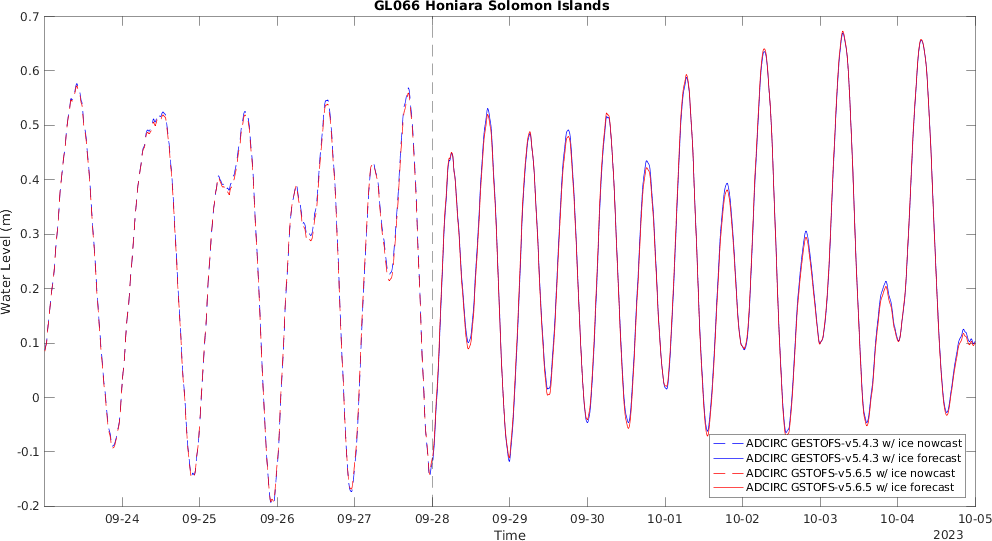 GL066 Honiara Solomon Islands
0.7
0.6
0.5
0.4
0.3
0.2
0.1
0
-0.1
-0.2
Water Level (m)
ADCIRC GESTOFS-v5.4.3 w/ ice nowcast
ADCIRC GESTOFS-v5.4.3 w/ ice forecast
ADCIRC GSTOFS-v5.6.5 w/ ice nowcast
ADCIRC GSTOFS-v5.6.5 w/ ice forecast
09-24 09-25 09-26 09-27 09-28 09-29 09-30 10-01 10-02 10-03 10-04 10-05
Time
2023